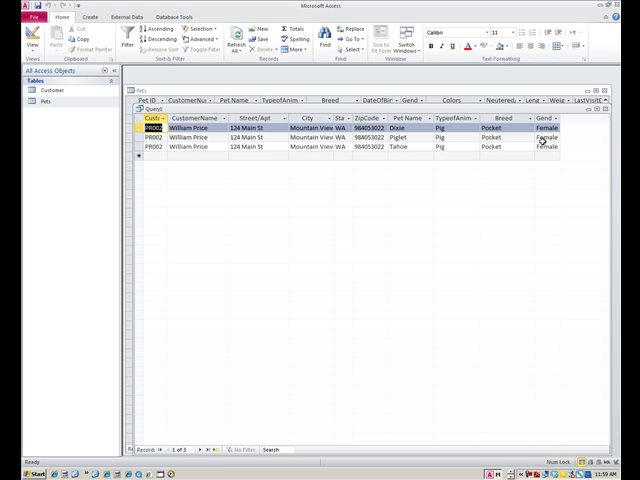 Microsoft Access
File Home Create External Data Database Tools
View
Views
Paste
Cut
Copy
Format Painter
Clipboard
Filter
Ascending
Descending
Remove Sort
Selection
Advanced
Toggle Filter
Sort & Filter
Refresh
All
New
Save
Delete
Totals
Spelling
More
Records
Find
Replace
Go To
Select
Find
Size to
Fit Form
Switch
Windows
Window
Calibri 11
B I U
Text Formatting
All Access Objects
Tables
Customer
Pets
Pets
Pet ID CustomerNu Pet Name TypeofAnim Breed DateOfBir Gend Colors Neutered Leng Weig LastVisitD
Query1
Custo CustomerName Street/Apt City Sta ZipCode Pet Name TypeofAnim Breed Gend
PR002 William Price 124 Main St Mountain View WA 984053022 Dixie Pig Pocket Female
PR002 William Price 124 Main St Mountain View WA 984053022 Piglet Pig Pocket Female
PR002 William Price 124 Main St Mountain View WA 984053022 Tahoe Pig Pocket Female
Record: 1 of 3 No Filter Search
Ready Num Lock
Start 11:59 AM